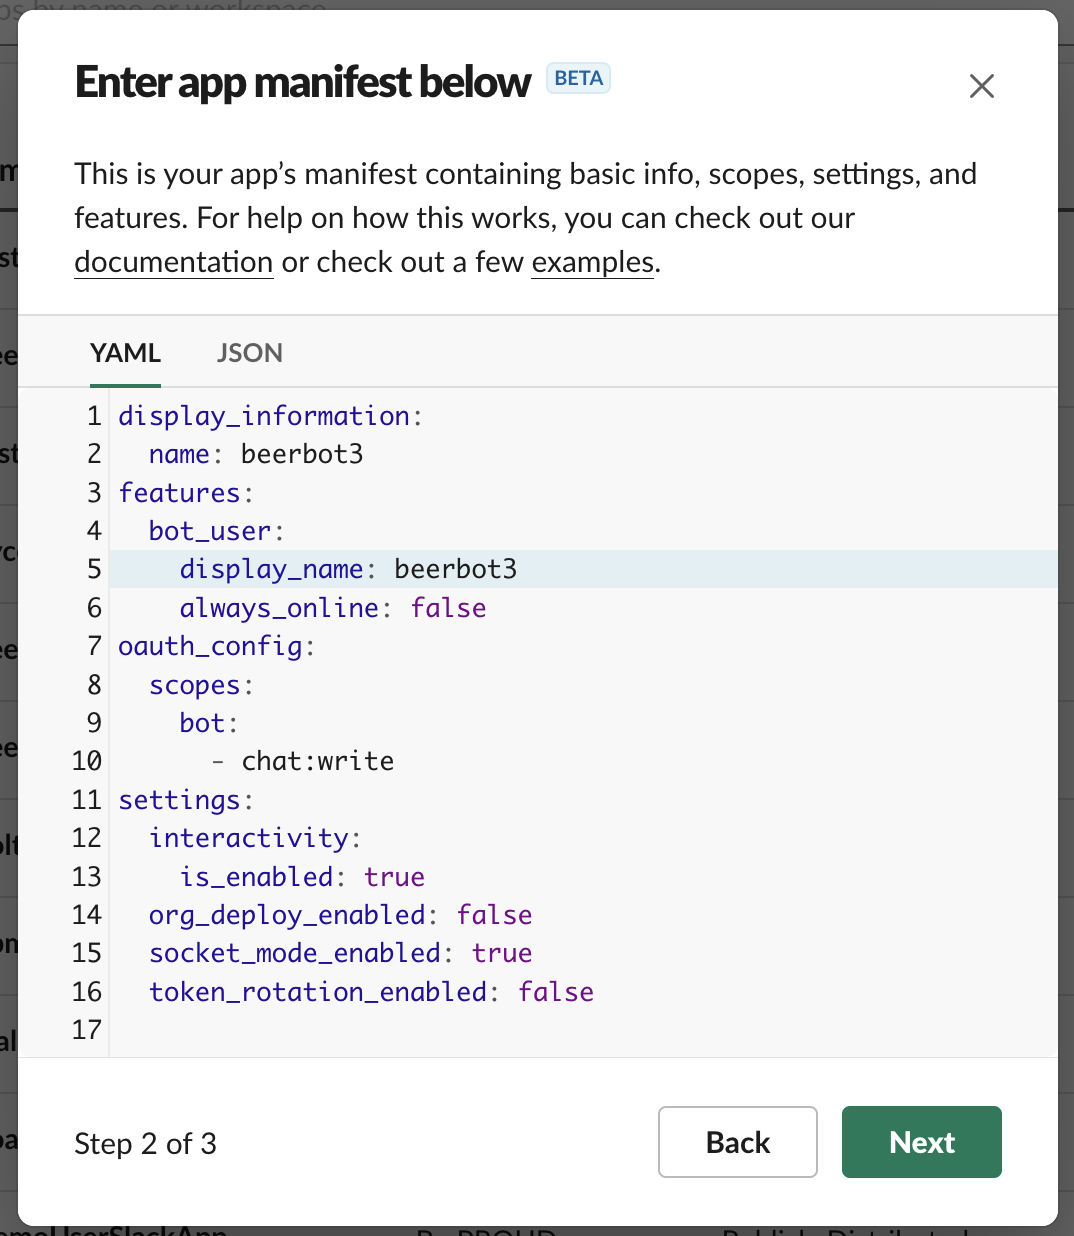 Enter app manifest below BETA
This is your app’s manifest containing basic info, scopes, settings, and
features. For help on how this works, you can check out our
documentation or check out a few examples.
YAML JSON
1 display_information:
2   name: beerbot3
3 features:
4   bot_user:
5     display_name: beerbot3
6     always_online: false
7 oauth_config:
8   scopes:
9     bot:
10       - chat:write
11 settings:
12   interactivity:
13     is_enabled: true
14   org_deploy_enabled: false
15   socket_mode_enabled: true
16   token_rotation_enabled: false
17
Step 2 of 3 Back Next